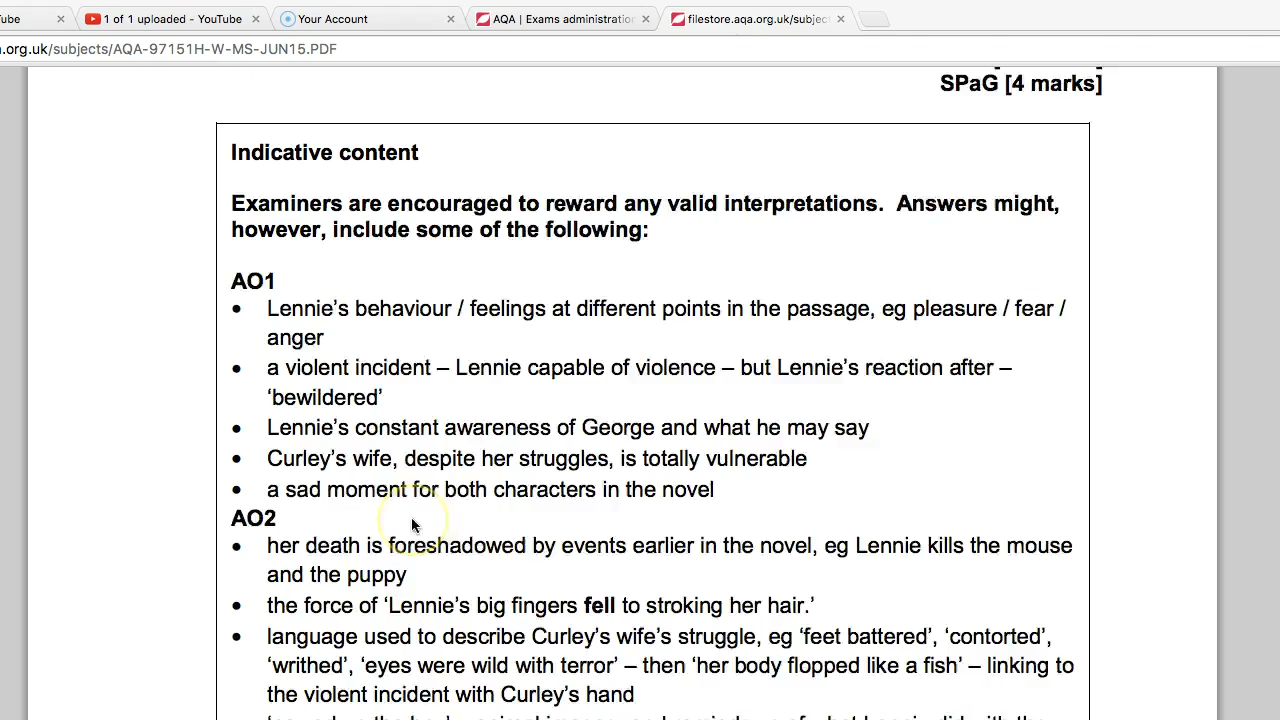 ube
1 of 1 uploaded - YouTube
Your Account
AQA | Exams administration
filestore.aqa.org.uk/subjec
.org.uk/subjects/AQA-97151H-W-MS-JUN15.PDF
SPaG [4 marks]
Indicative content
Examiners are encouraged to reward any valid interpretations. Answers might,
however, include some of the following:
AO1
• Lennie’s behaviour / feelings at different points in the passage, eg pleasure / fear /
anger
• a violent incident – Lennie capable of violence – but Lennie’s reaction after –
‘bewildered’
• Lennie’s constant awareness of George and what he may say
• Curley’s wife, despite her struggles, is totally vulnerable
• a sad moment for both characters in the novel
AO2
• her death is foreshadowed by events earlier in the novel, eg Lennie kills the mouse
and the puppy
• the force of ‘Lennie’s big fingers fell to stroking her hair.’
• language used to describe Curley’s wife’s struggle, eg ‘feet battered’, ‘contorted’,
‘writhed’, ‘eyes were wild with terror’ – then ‘her body flopped like a fish’ – linking to
the violent incident with Curley’s hand